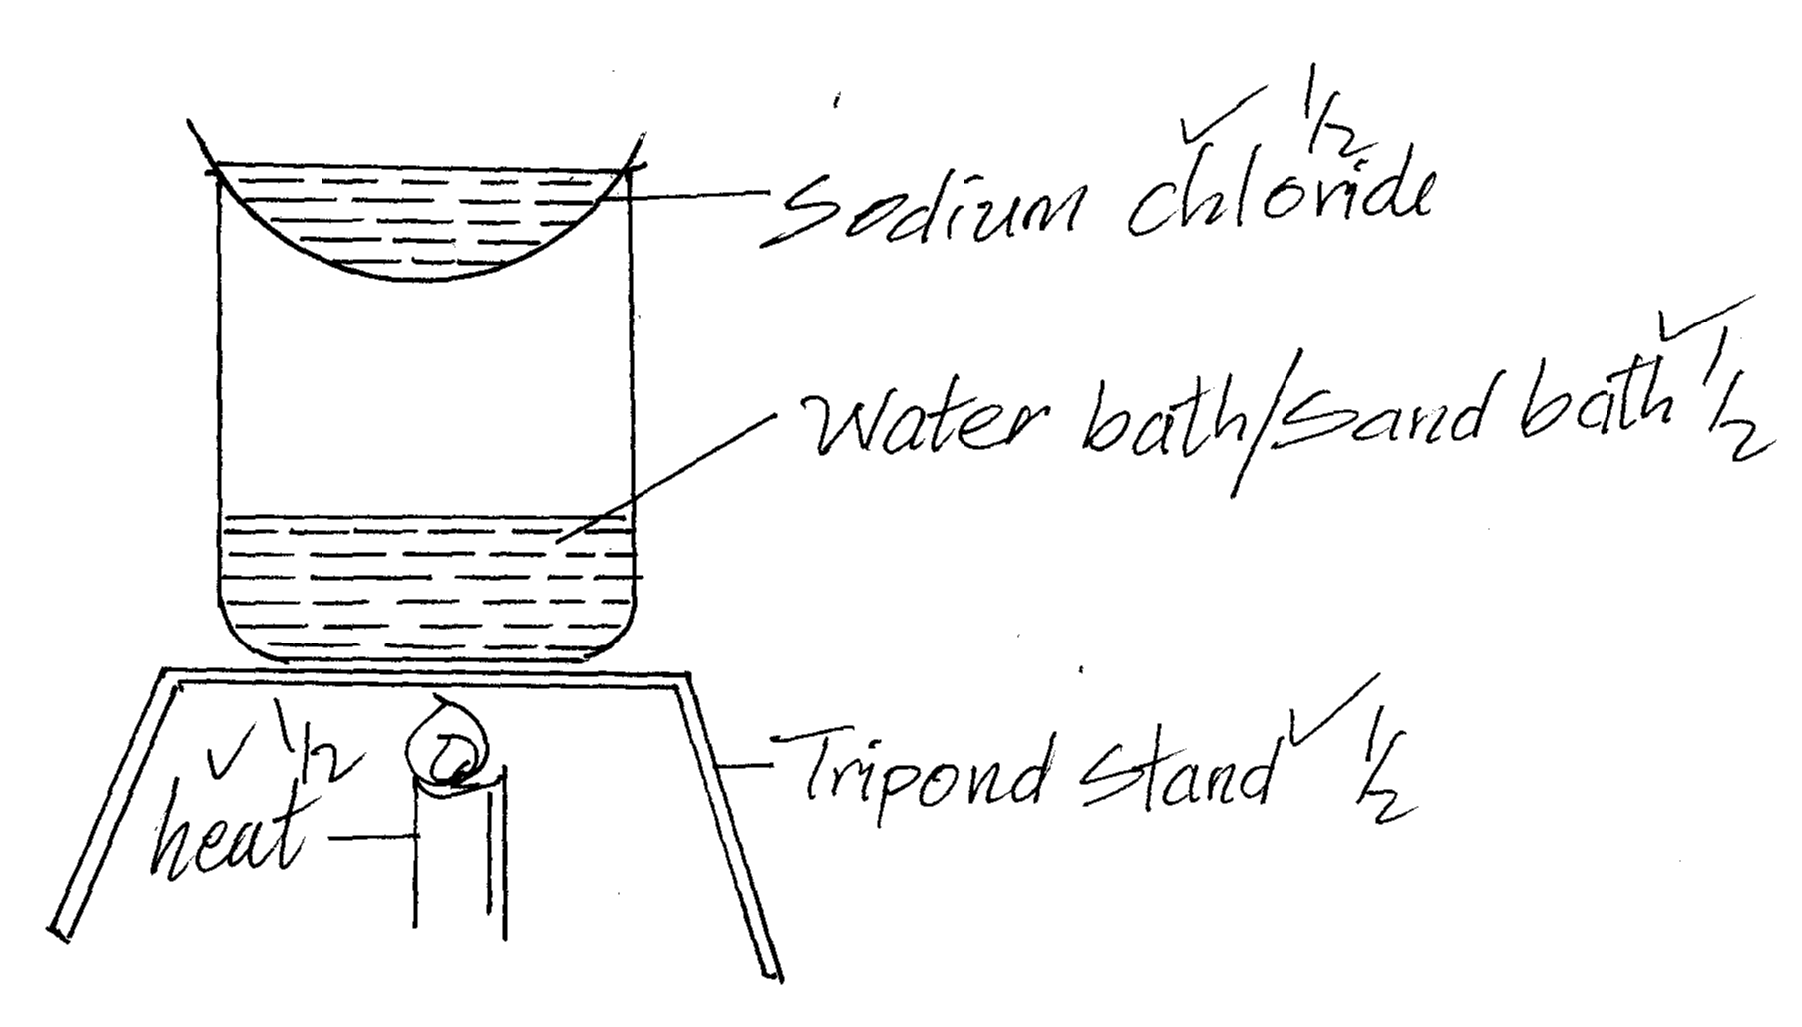 ✓ 1/2
Sodium chloride
Water bath/Sand bath ✓ 1/2
Tripond stand ✓ 1/2
✓ 1/2
heat